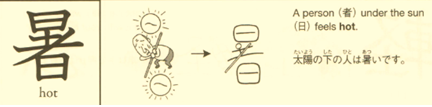 暑
hot
A person (者) under the sun
(日) feels hot.
太陽の下の人は暑いです。
たいよう した ひと あつ